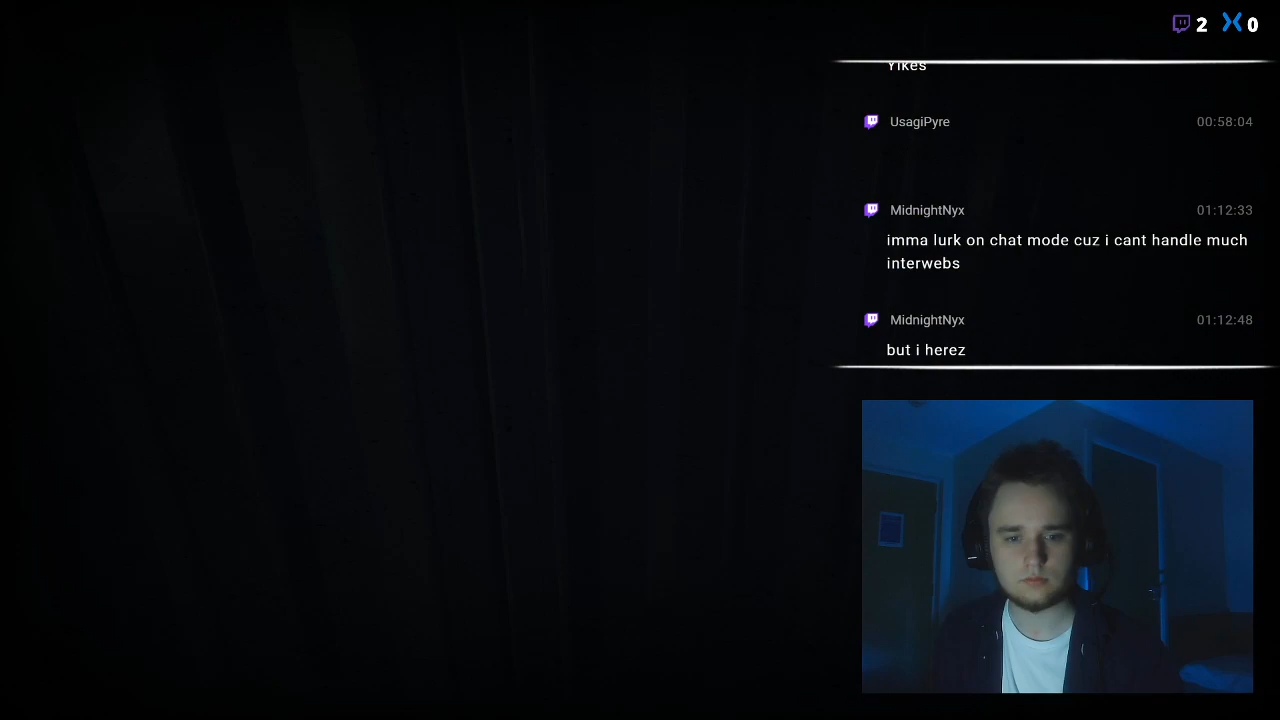 2 0
Yikes
UsagiPyre 00:58:04
MidnightNyx 01:12:33
imma lurk on chat mode cuz i cant handle much
interwebs
MidnightNyx 01:12:48
but i herez